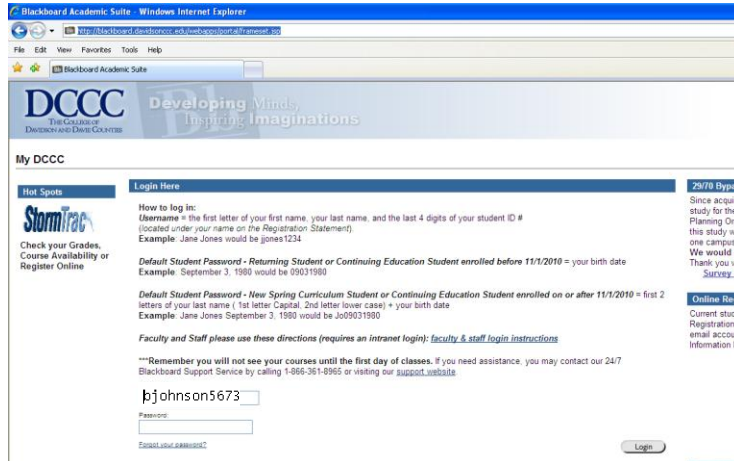 Blackboard Academic Suite - Windows Internet Explorer
http://blackboard.davidsonccc.edu/webapps/portal/frameset.jsp
File Edit View Favorites Tools Help
Blackboard Academic Suite
DCCC
THE COLLEGE OF
DAVIDSON AND DAVIE COUNTIES
Developing Minds,
Inspiring Imaginations
My DCCC
Hot Spots
StormTrac
Check your Grades,
Course Availability or
Register Online
Login Here
How to log in:
Username = the first letter of your first name, your last name, and the last 4 digits of your student ID #
(located under your name on the Registration Statement).
Example: Jane Jones would be jjones1234
Default Student Password - Returning Student or Continuing Education Student enrolled before 11/1/2010 = your birth date
Example: September 3, 1980 would be 09031980
Default Student Password - New Spring Curriculum Student or Continuing Education Student enrolled on or after 11/1/2010 = first 2
letters of your last name ( 1st letter Capital, 2nd letter lower case) + your birth date
Example: Jane Jones September 3, 1980 would be Jo09031980
Faculty and Staff please use these directions (requires an intranet login): faculty & staff login instructions
***Remember you will not see your courses until the first day of classes. If you need assistance, you may contact our 24/7
Blackboard Support Service by calling 1-866-361-8965 or visiting our support website.
bjohnson5673
Password:
Forgot your password?
Login
29/70 Bypa
Since acqui
study for the
Planning Or
this study w
one campus
We would
Thank you v
Survey
Online Re
Current stud
Registration
email accou
Information